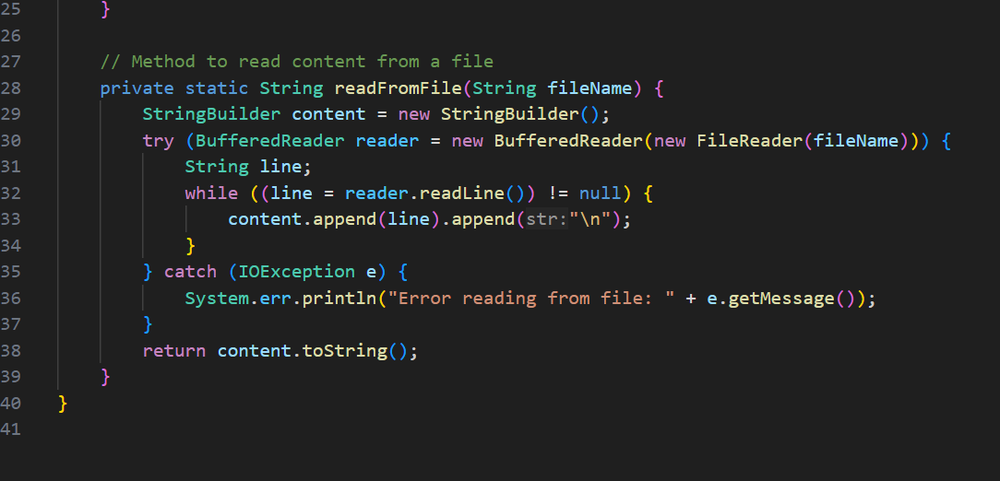 25 }
26
27 // Method to read content from a file
28 private static String readFromFile(String fileName) {
29 StringBuilder content = new StringBuilder();
30 try (BufferedReader reader = new BufferedReader(new FileReader(fileName))) {
31 String line;
32 while ((line = reader.readLine()) != null) {
33 content.append(line).append(str:"\n");
34 }
35 } catch (IOException e) {
36 System.err.println("Error reading from file: " + e.getMessage());
37 }
38 return content.toString();
39 }
40 }
41